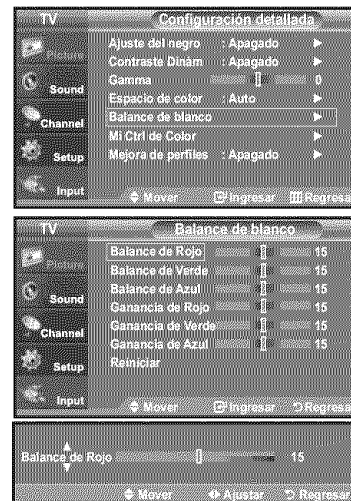 TV Configuración detallada
Picture
Sound
Channel
Setup
Input
Ajuste del negro : Apagado
Contraste Dinám : Apagado
Gamma 0
Espacio de color : Auto
Balance de blanco
Mi Ctrl de Color
Mejora de perfiles : Apagado
Mover Ingresar Regresar
TV Balance de blanco
Picture
Sound
Channel
Setup
Input
Balance de Rojo 15
Balance de Verde 15
Balance de Azul 15
Ganancia de Rojo 15
Ganancia de Verde 15
Ganancia de Azul 15
Reiniciar
Mover Ingresar Regresar
Balance de Rojo 15
Mover Ajustar Regresar